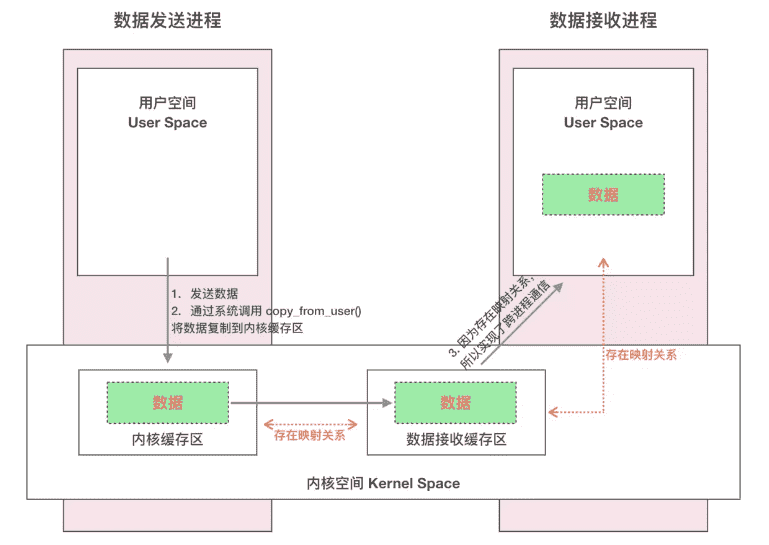 数据发送进程
数据接收进程
用户空间
User Space
用户空间
User Space
数据
1. 发送数据
2. 通过系统调用 copy_from_user()
将数据复制到内核缓存区
3. 因为存在映射关系，
所以实现了跨进程通信
存在映射关系
数据
数据
存在映射关系
内核缓存区
数据接收缓存区
内核空间 Kernel Space